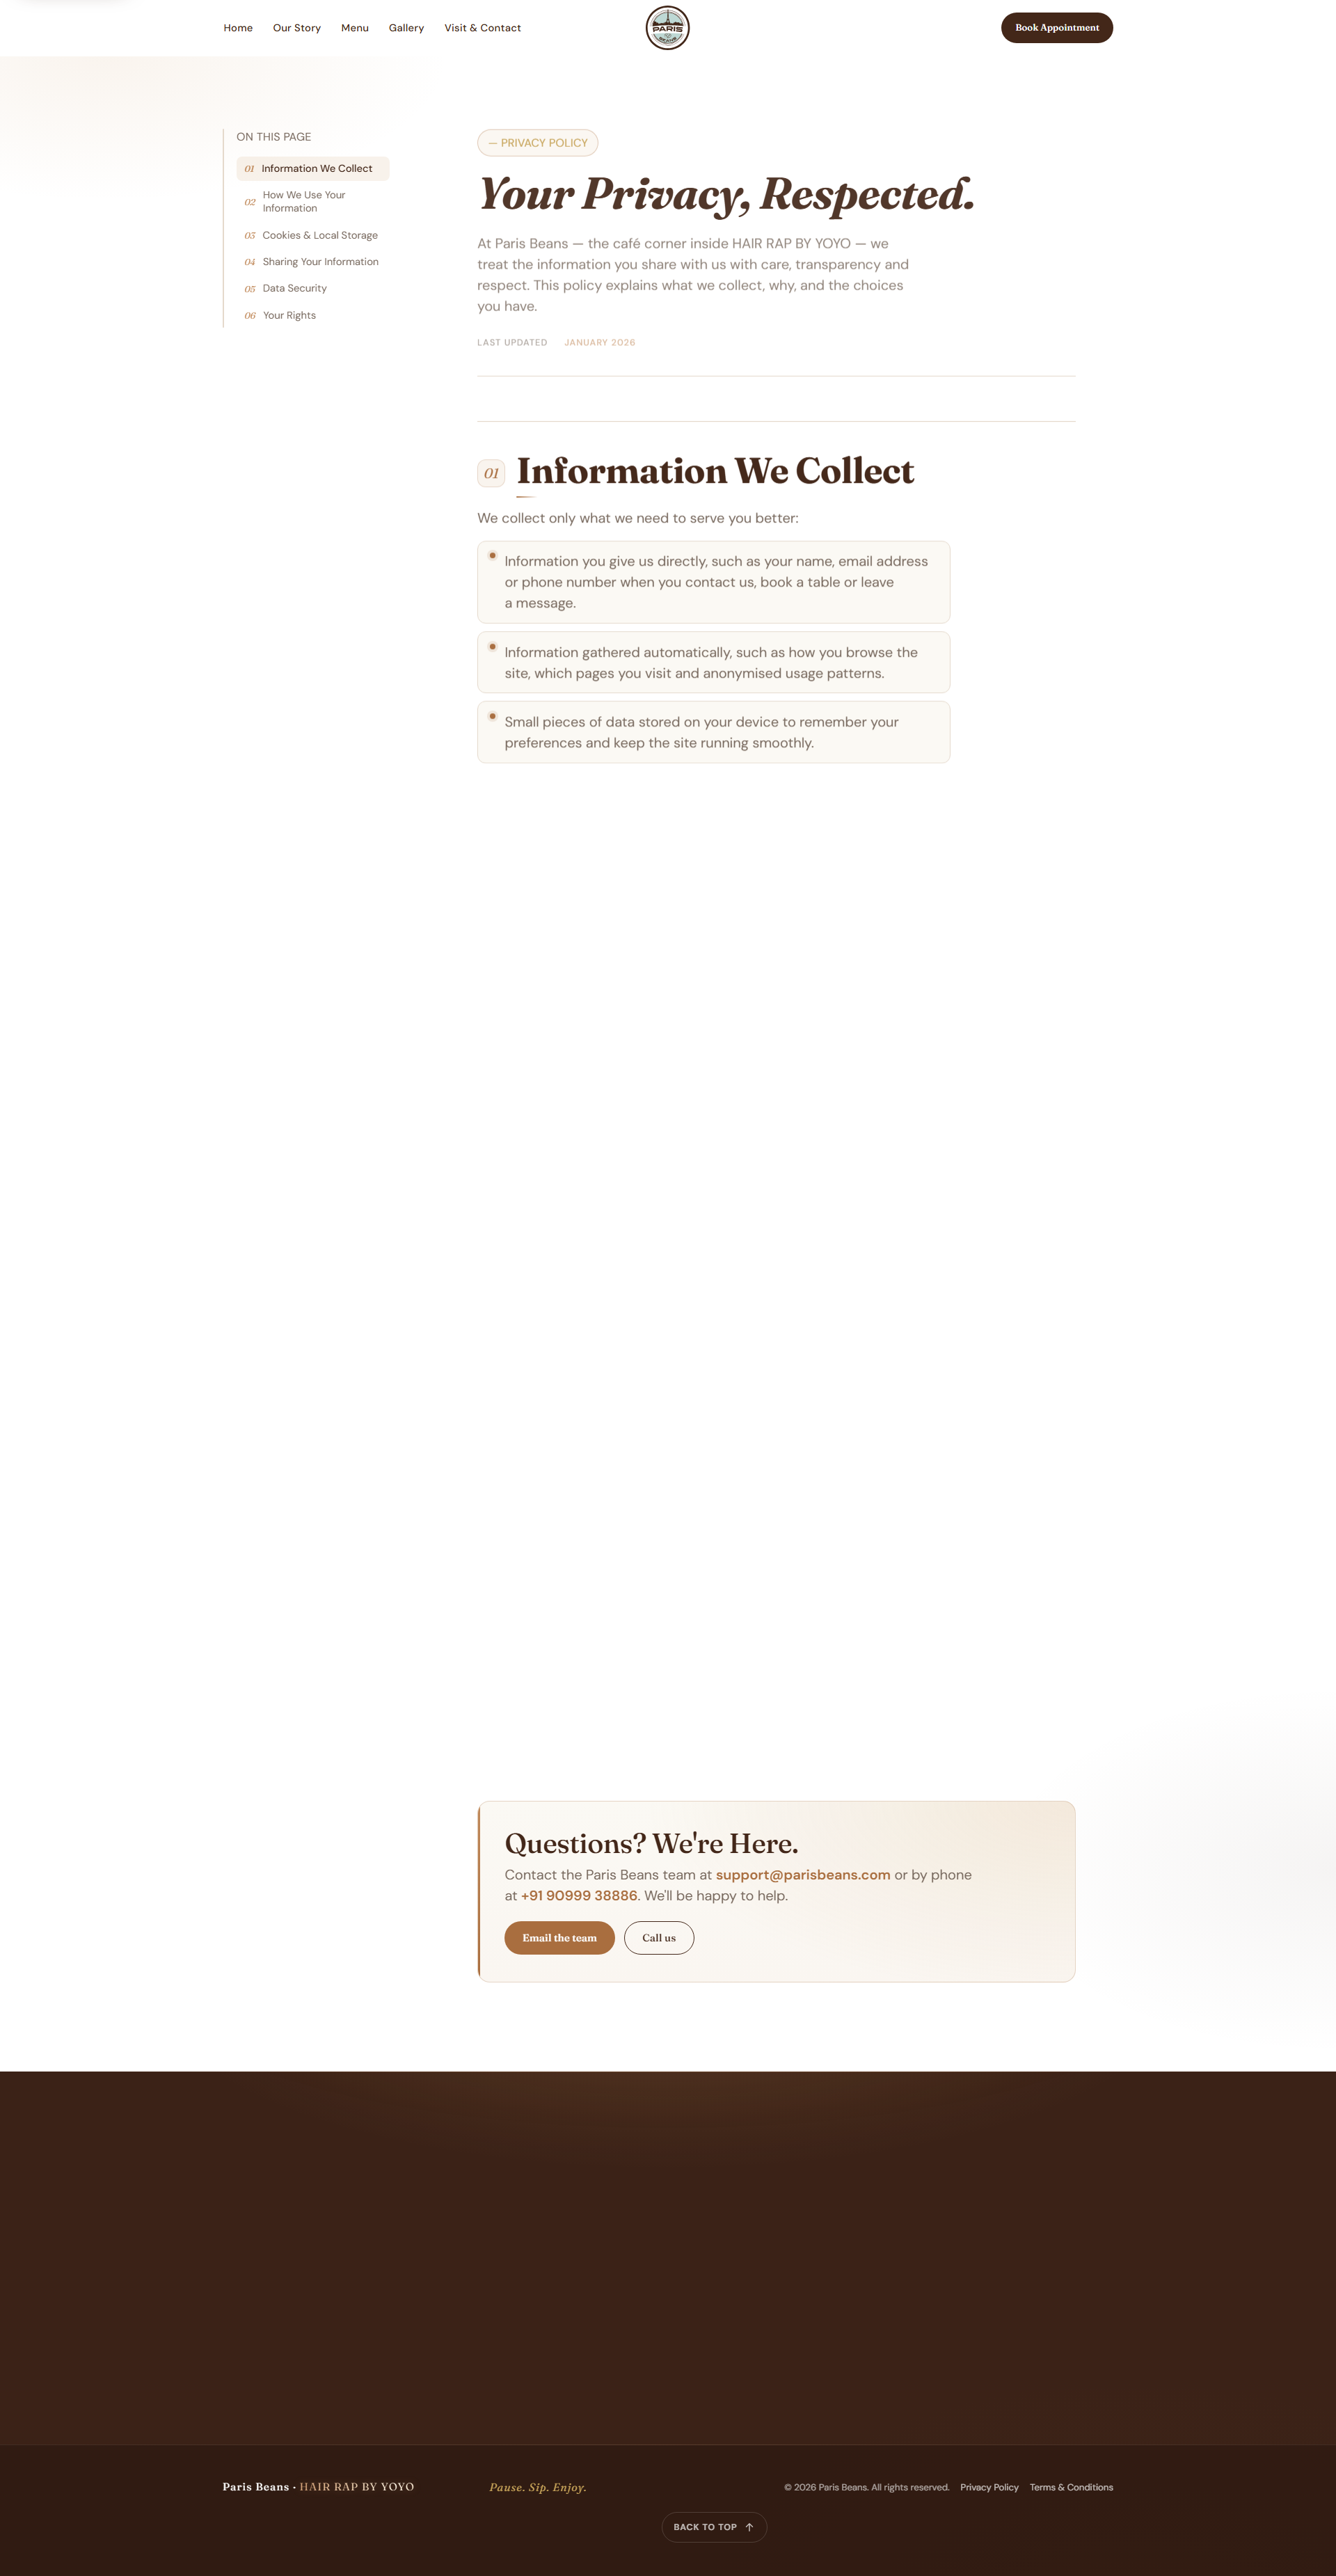 Home Our Story Menu Gallery Visit & Contact
PARIS
BEANS
Book Appointment
ON THIS PAGE
01 Information We Collect
02 How We Use Your
Information
03 Cookies & Local Storage
04 Sharing Your Information
05 Data Security
06 Your Rights
— PRIVACY POLICY
Your Privacy, Respected.
At Paris Beans — the café corner inside HAIR RAP BY YOYO — we
treat the information you share with us with care, transparency and
respect. This policy explains what we collect, why, and the choices
you have.
LAST UPDATED JANUARY 2026
01 Information We Collect
We collect only what we need to serve you better:
Information you give us directly, such as your name, email address
or phone number when you contact us, book a table or leave
a message.
Information gathered automatically, such as how you browse the
site, which pages you visit and anonymised usage patterns.
Small pieces of data stored on your device to remember your
preferences and keep the site running smoothly.
Questions? We're Here.
Contact the Paris Beans team at support@parisbeans.com or by phone
at +91 90999 38886. We'll be happy to help.
Email the team Call us
Paris Beans · HAIR RAP BY YOYO Pause. Sip. Enjoy. © 2026 Paris Beans. All rights reserved. Privacy Policy Terms & Conditions
BACK TO TOP ↑